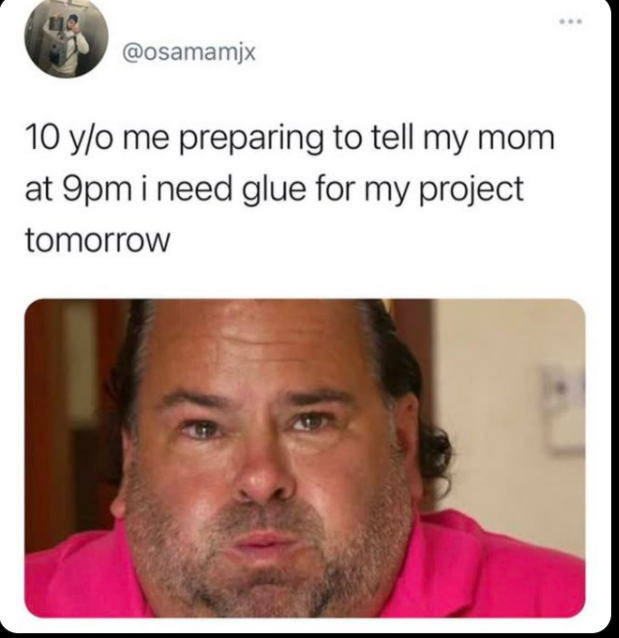 @osamamjx
10 y/o me preparing to tell my mom
at 9pm i need glue for my project
tomorrow